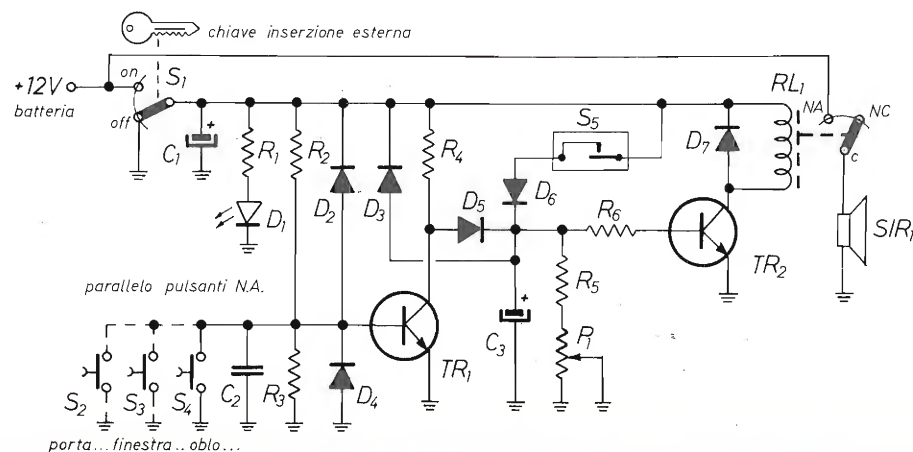 chiave inserzione esterna
+12V
batteria
on
off
S1
C1
+
R1
D1
R2
D2
D3
R4
S5
D5
D6
R6
D7
RL1
NA
NC
c
SIR1
TR2
R5
P1
C3
+
TR1
D4
R3
C2
parallelo pulsanti N.A.
S2
S3
S4
porta... finestra.. oblo...